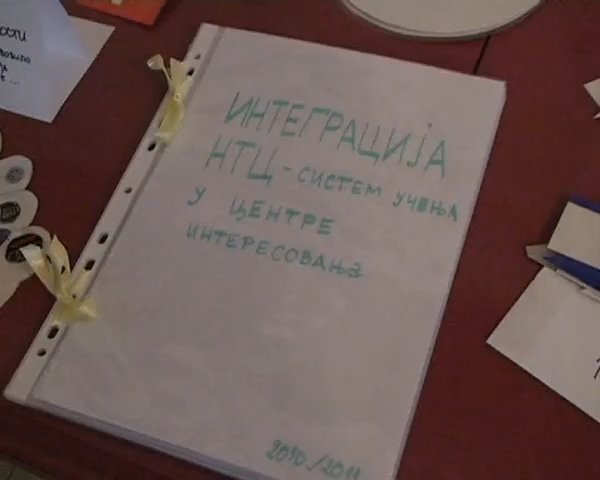 ИНТЕГРАЦИЈА
НТЦ - СИСТЕМ УЧЕЊА
У ЦЕНТРЕ
ИНТЕРЕСОВАЊА
2010./2011